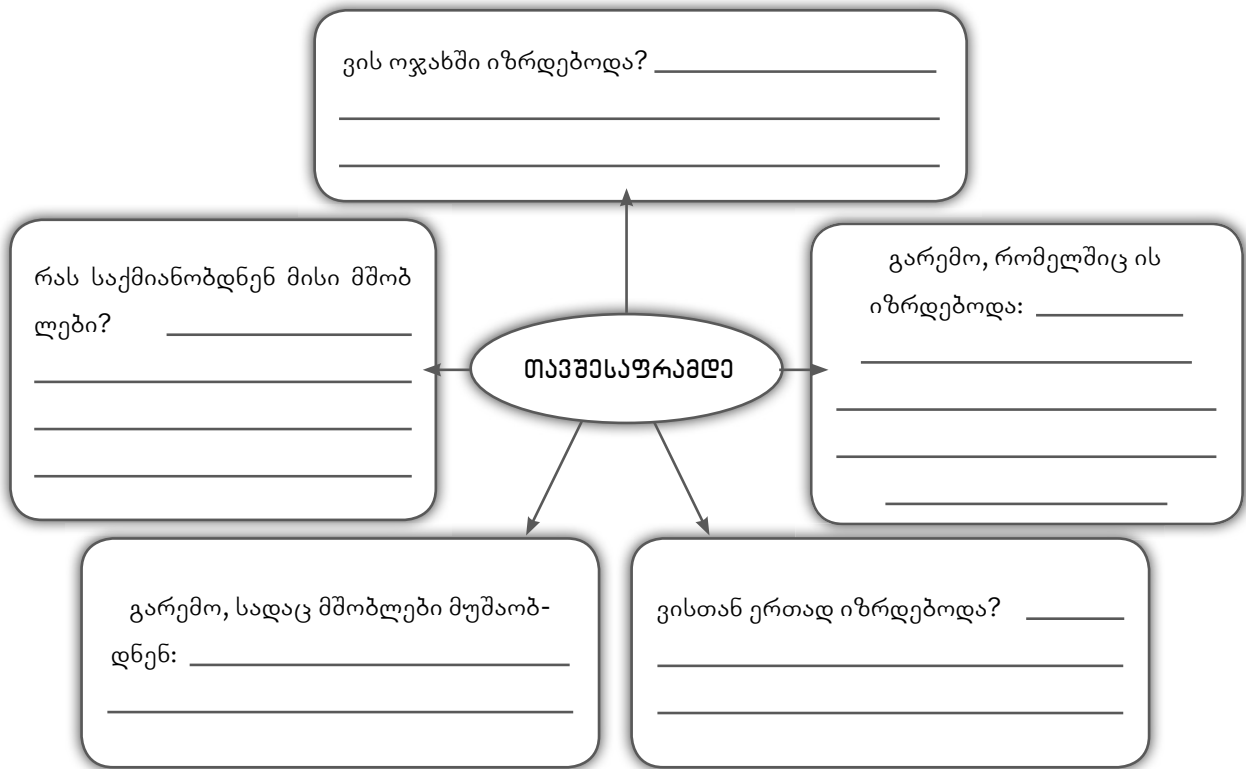 ვის ოჯახში იზრდებოდა?
რას საქმიანობდნენ მისი მშობ
ლები?
გარემო, რომელშიც ის
იზრდებოდა:
თავშესაფრამდე
გარემო, სადაც მშობლები მუშაობ-
დნენ:
ვისთან ერთად იზრდებოდა?